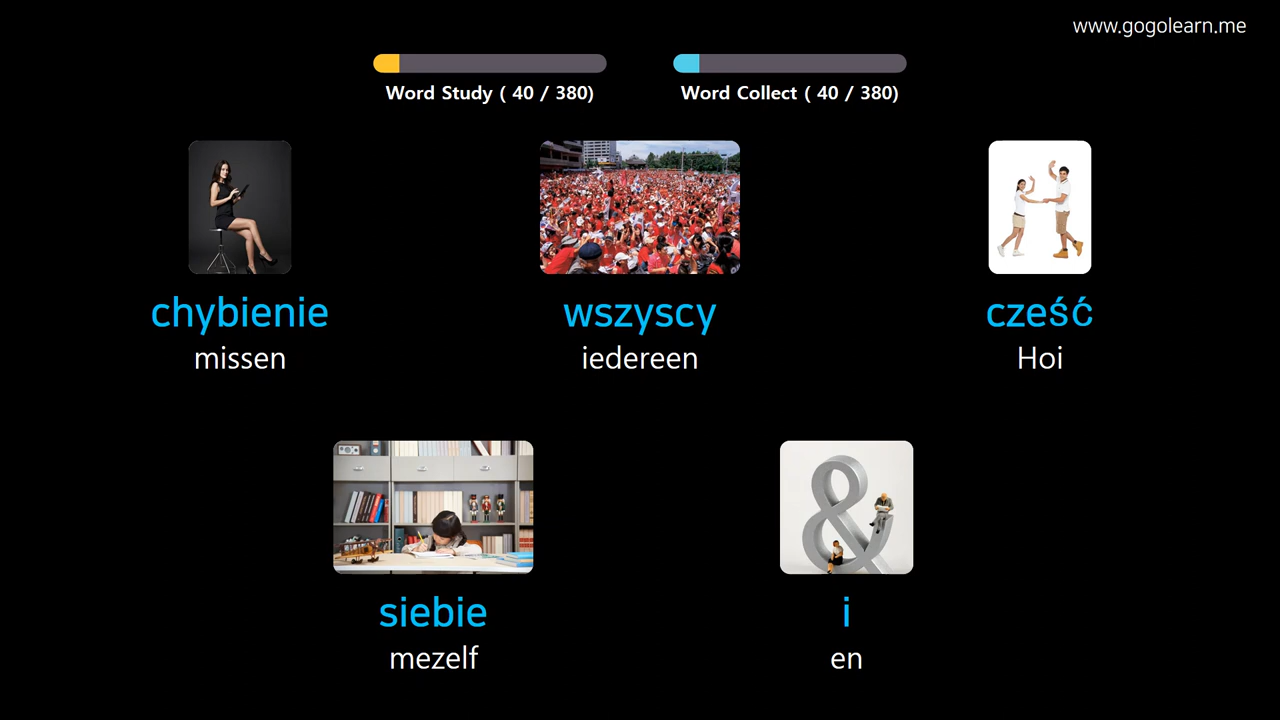 www.gogolearn.me
Word Study ( 40 / 380)
Word Collect ( 40 / 380)
chybienie
missen
wszyscy
iedereen
cześć
Hoi
siebie
mezelf
i
en